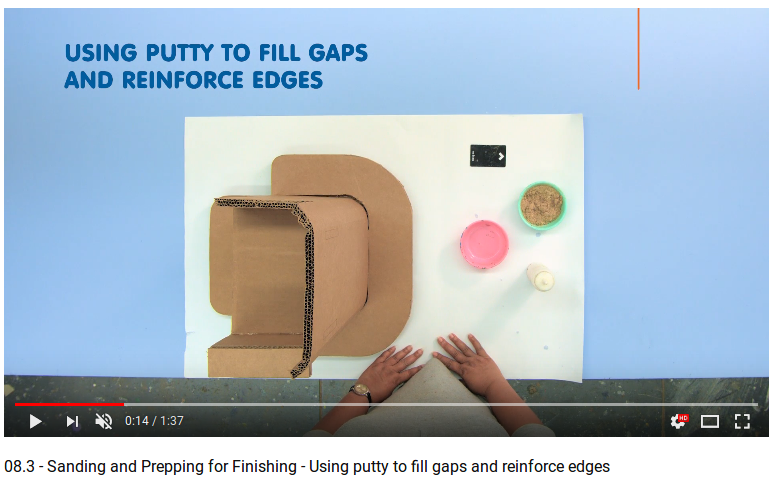 USING PUTTY TO FILL GAPS
AND REINFORCE EDGES
0:14 / 1:37
HD
08.3 - Sanding and Prepping for Finishing - Using putty to fill gaps and reinforce edges